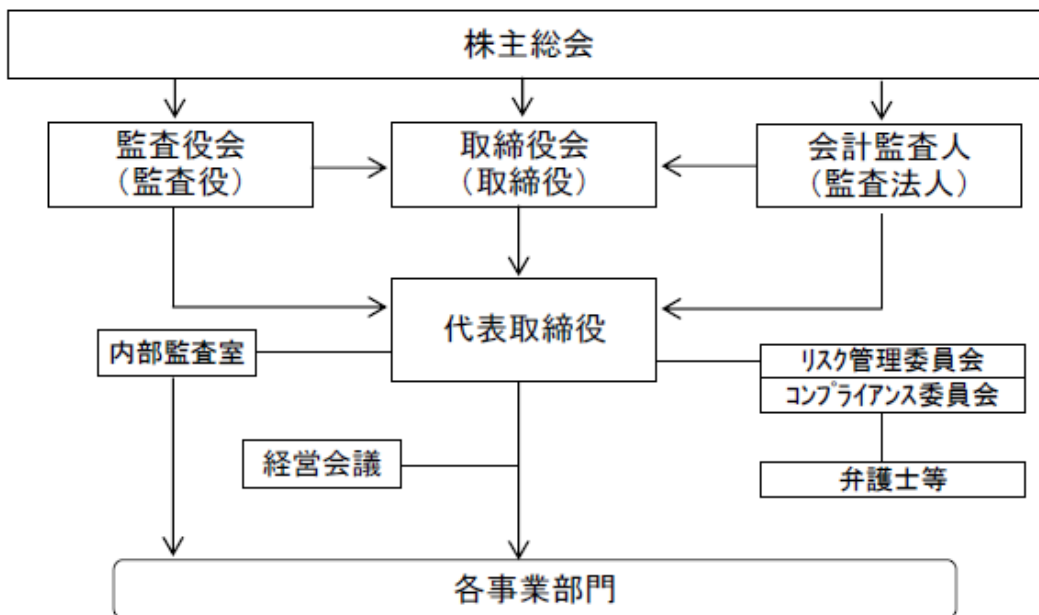 株主総会
監査役会
（監査役）
取締役会
（取締役）
会計監査人
（監査法人）
代表取締役
内部監査室
ﾘｽｸ管理委員会
ｺﾝﾌﾟﾗｲｱﾝｽ委員会
経営会議
弁護士等
各事業部門